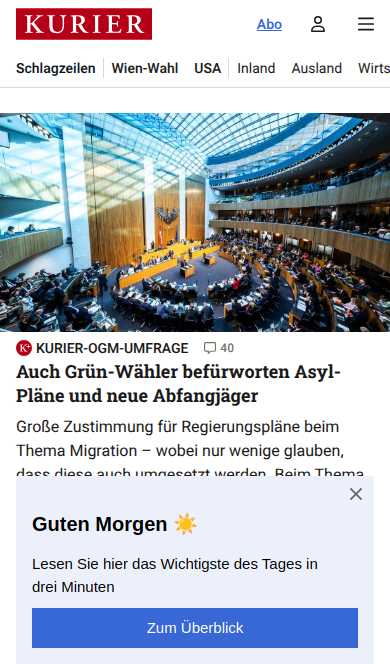 KURIER
Abo
Schlagzeilen Wien-Wahl USA Inland Ausland Wirts
K+ KURIER-OGM-UMFRAGE 40
Auch Grün-Wähler befürworten Asyl-
Pläne und neue Abfangjäger
Große Zustimmung für Regierungspläne beim
Thema Migration – wobei nur wenige glauben,
dass diese auch umgesetzt werden. Beim Thema
Guten Morgen ☀️
Lesen Sie hier das Wichtigste des Tages in
drei Minuten
Zum Überblick